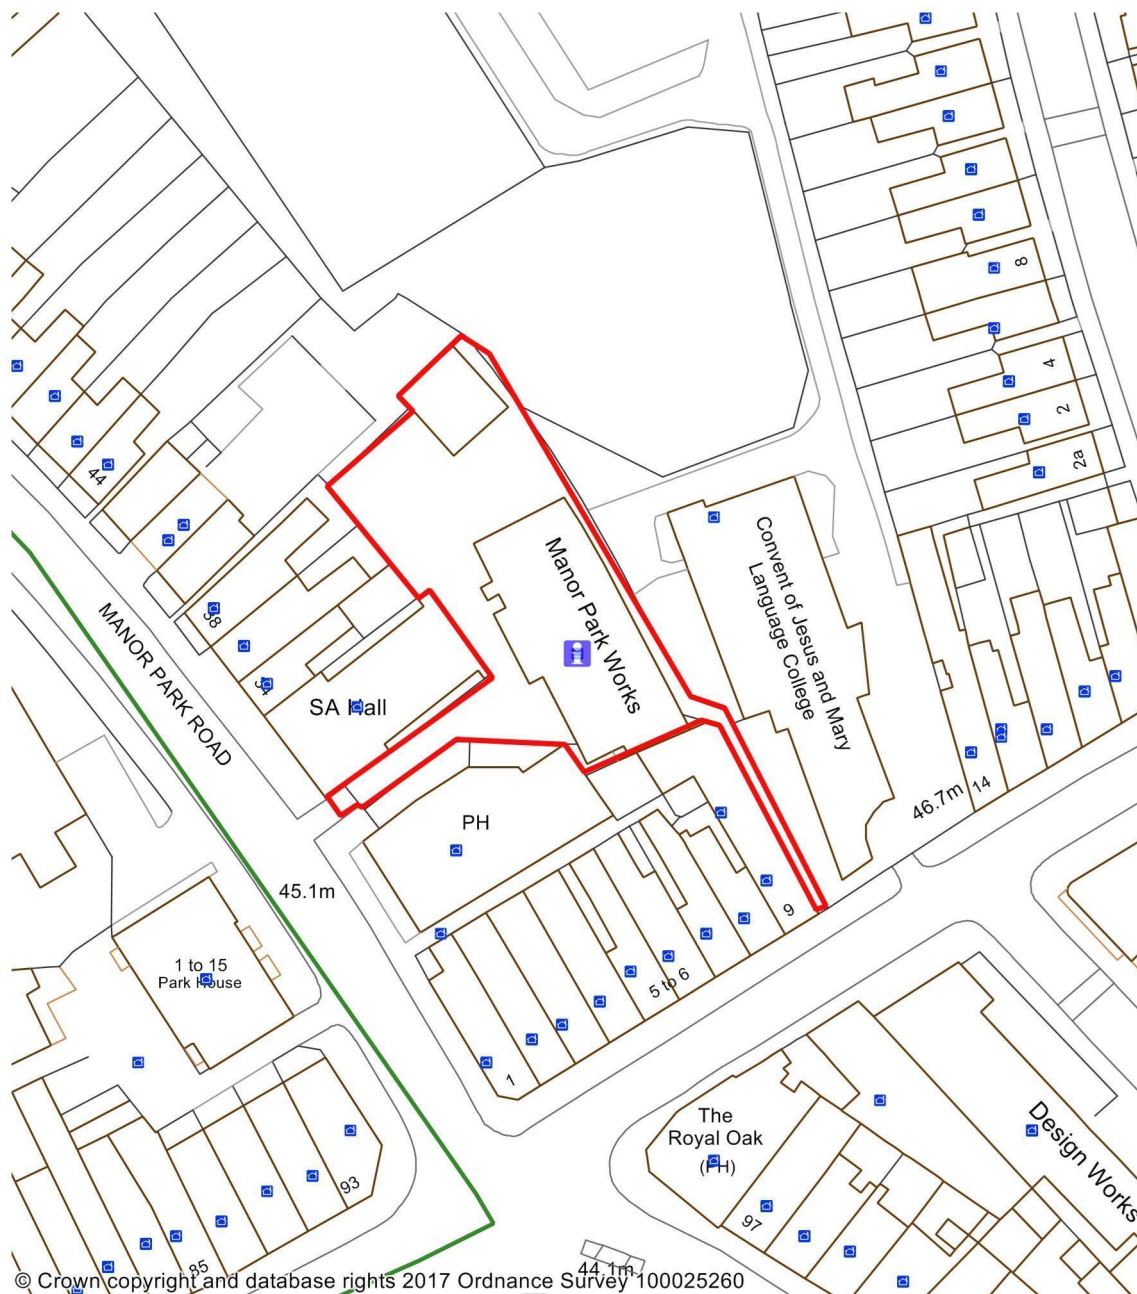 8
4
2
2a
44
Manor Park Works
Convent of Jesus and Mary
Language College
38
MANOR PARK ROAD
SA Hall
46.7m
14
PH
45.1m
9
1 to 15
Park House
5 to 6
1
The
Royal Oak
(PH)
Design Works
93
97
85
44.1m
© Crown copyright and database rights 2017 Ordnance Survey 100025260